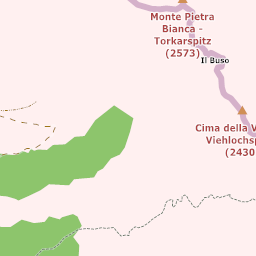 Monte Pietra
Bianca -
Torkarspitz
(2573)
Il Buso
Cima della V
Viehlochsp
(2430